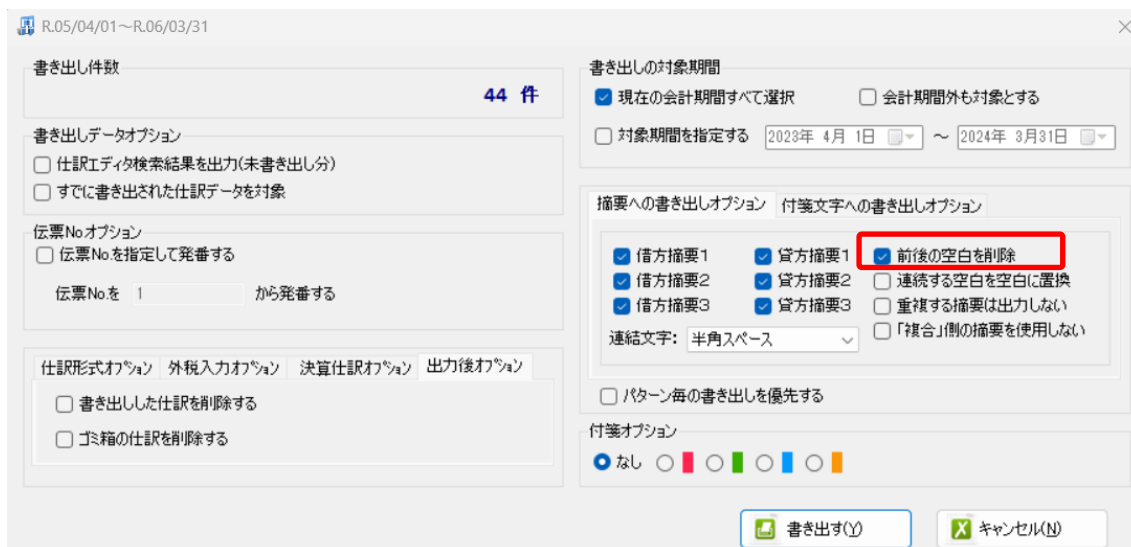 R.05/04/01～R.06/03/31
書き出し件数
44 件
書き出しデータオプション
仕訳エディタ検索結果を出力(未書き出し分)
すでに書き出された仕訳データを対象
伝票Noオプション
伝票No.を指定して発番する
伝票No.を 1 から発番する
仕訳形式オプション 外税入力オプション 決算仕訳オプション 出力後オプション
書き出しした仕訳を削除する
ゴミ箱の仕訳を削除する
書き出しの対象期間
現在の会計期間すべて選択 会計期間外も対象とする
対象期間を指定する 2023年 4月 1日 ～ 2024年 3月31日
摘要への書き出しオプション 付箋文字への書き出しオプション
借方摘要1 貸方摘要1 前後の空白を削除
借方摘要2 貸方摘要2 連続する空白を空白に置換
借方摘要3 貸方摘要3 重複する摘要は出力しない
「複合」側の摘要を使用しない
連結文字: 半角スペース
パターン毎の書き出しを優先する
付箋オプション
なし
書き出す(Y) キャンセル(N)